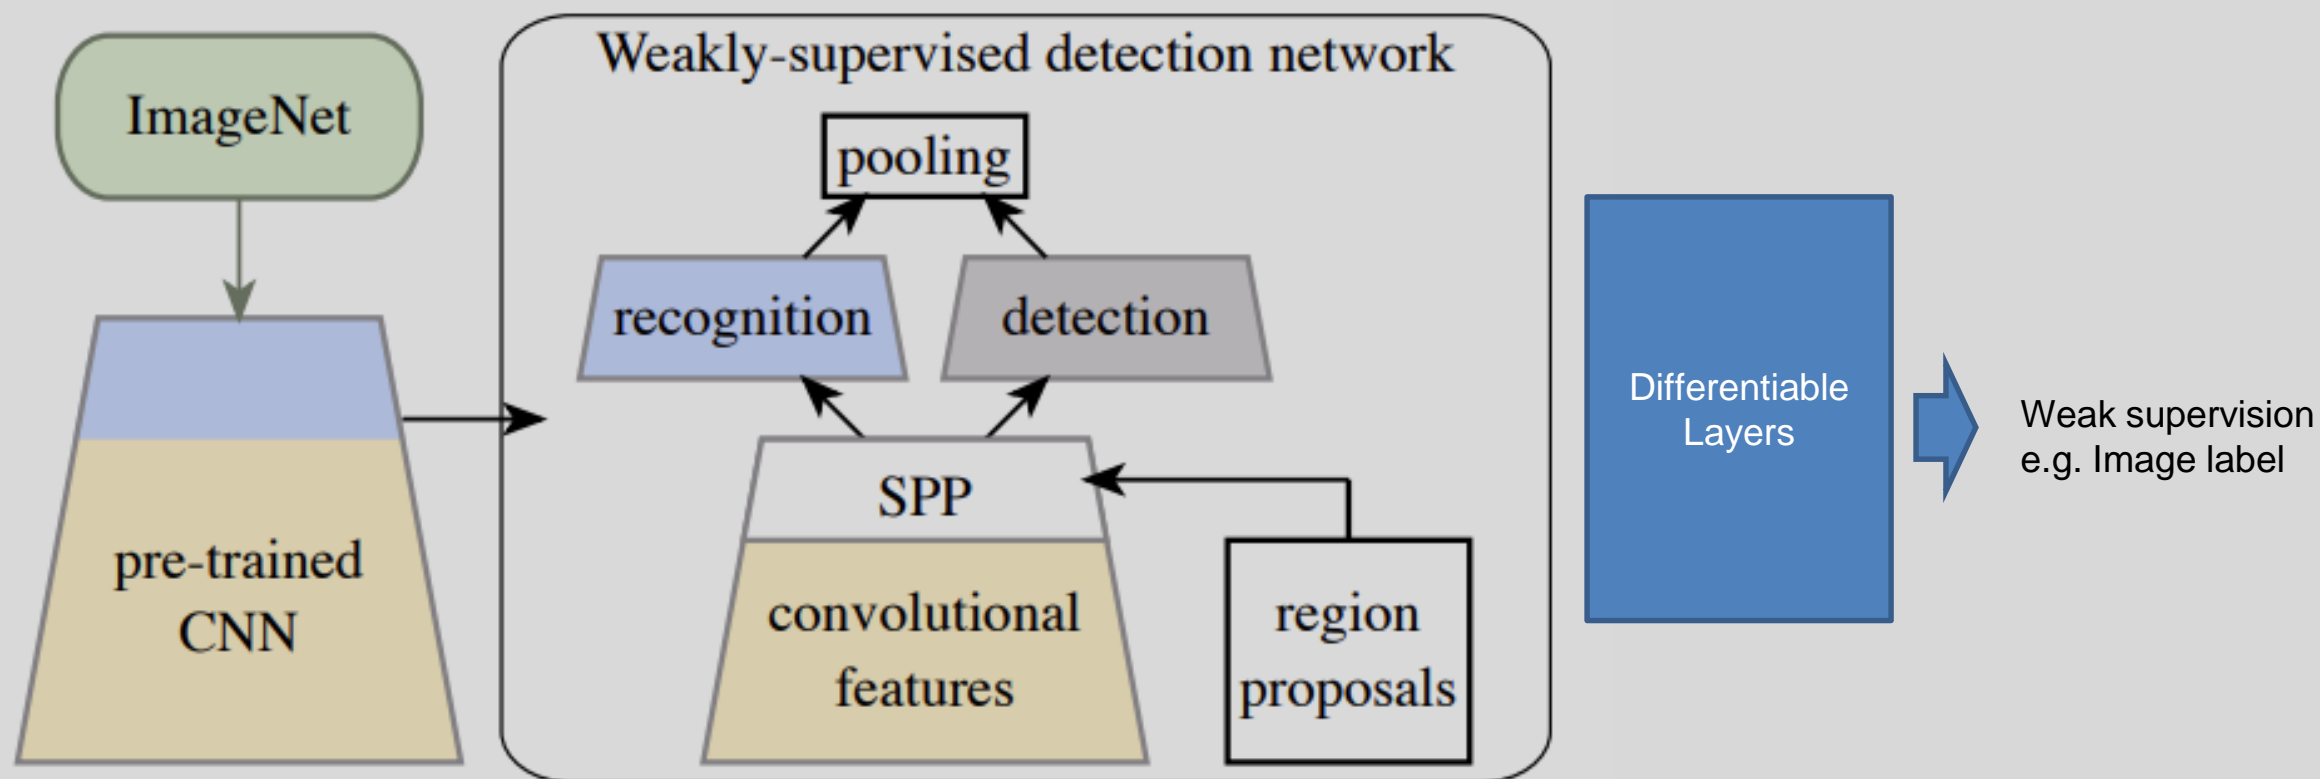 ImageNet
pre-trained
CNN
Weakly-supervised detection network
pooling
recognition
detection
SPP
convolutional
features
region
proposals
Differentiable
Layers
Weak supervision
e.g. Image label